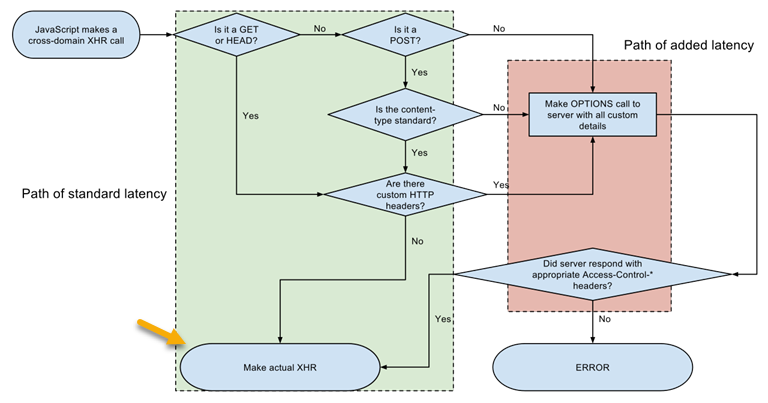 JavaScript makes a
cross-domain XHR call
Is it a GET
or HEAD?
No
Is it a
POST?
No
Path of added latency
Yes
Yes
Is the content-
type standard?
No
Make OPTIONS call to
server with all custom
details
Yes
Path of standard latency
Are there
custom HTTP
headers?
Yes
No
Did server respond with
appropriate Access-Control-*
headers?
Yes
No
Make actual XHR
ERROR